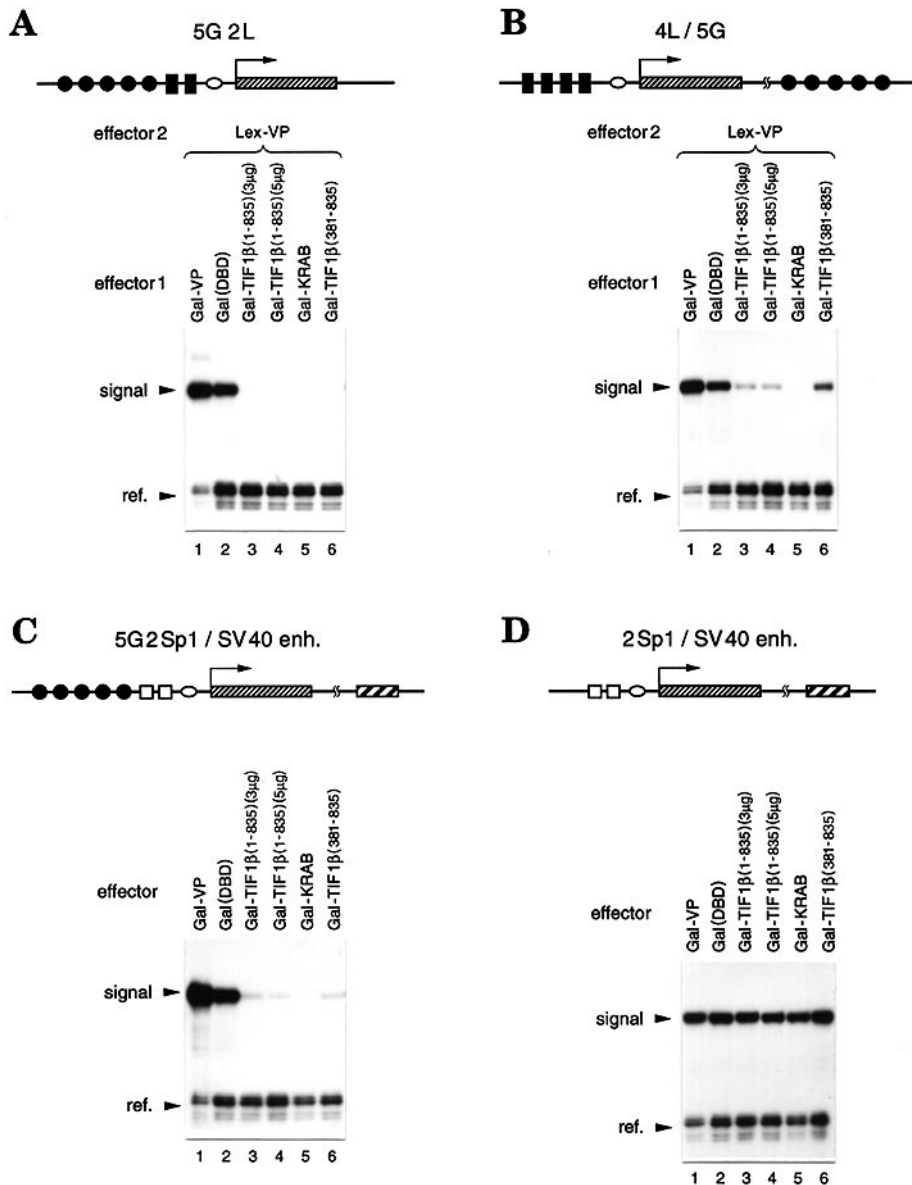 A
5G 2L
effector 2
Lex-VP
effector 1
Gal-VP
Gal(DBD)
Gal-TIF1β(1-835)(3μg)
Gal-TIF1β(1-835)(5μg)
Gal-KRAB
Gal-TIF1β(381-835)
signal
ref.
1 2 3 4 5 6
B
4L / 5G
effector 2
Lex-VP
effector 1
Gal-VP
Gal(DBD)
Gal-TIF1β(1-835)(3μg)
Gal-TIF1β(1-835)(5μg)
Gal-KRAB
Gal-TIF1β(381-835)
signal
ref.
1 2 3 4 5 6
C
5G2Sp1 / SV40 enh.
effector
Gal-VP
Gal(DBD)
Gal-TIF1β(1-835)(3μg)
Gal-TIF1β(1-835)(5μg)
Gal-KRAB
Gal-TIF1β(381-835)
signal
ref.
1 2 3 4 5 6
D
2Sp1 / SV40 enh.
effector
Gal-VP
Gal(DBD)
Gal-TIF1β(1-835)(3μg)
Gal-TIF1β(1-835)(5μg)
Gal-KRAB
Gal-TIF1β(381-835)
signal
ref.
1 2 3 4 5 6